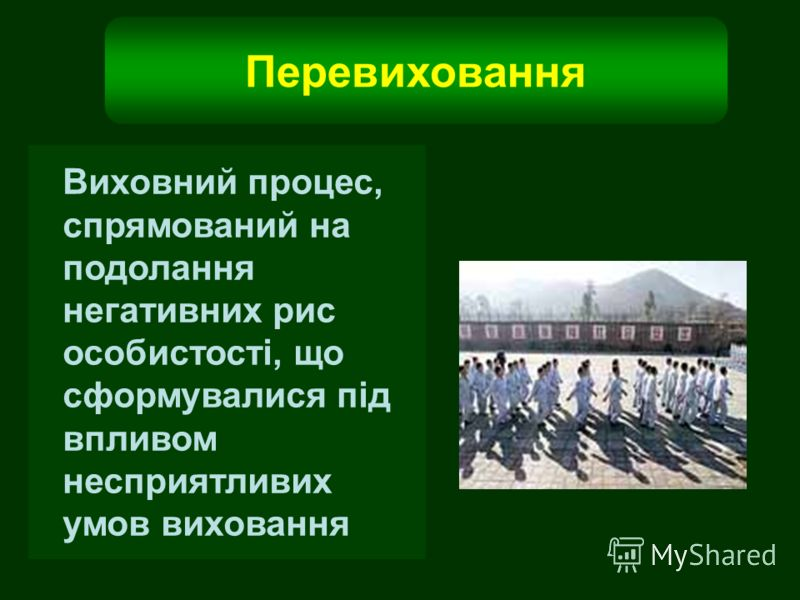 Перевиховання
Виховний процес,
спрямований на
подолання
негативних рис
особистості, що
сформувалися під
впливом
несприятливих
умов виховання
MyShared